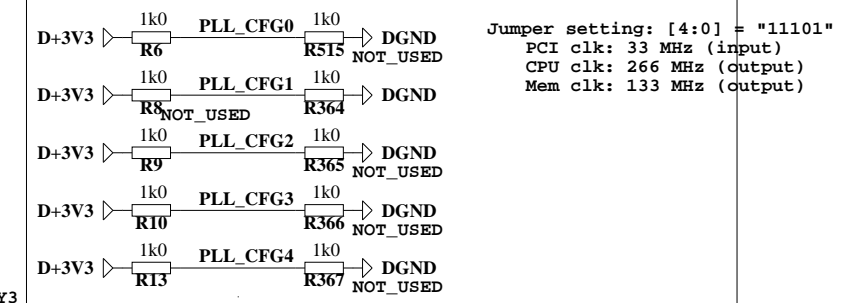 1k0 PLL_CFG0 1k0
D+3V3 R6 R515 DGND
NOT_USED
1k0 PLL_CFG1 1k0
D+3V3 R8 R364 DGND
NOT_USED
1k0 PLL_CFG2 1k0
D+3V3 R9 R365 DGND
NOT_USED
1k0 PLL_CFG3 1k0
D+3V3 R10 R366 DGND
NOT_USED
1k0 PLL_CFG4 1k0
D+3V3 R13 R367 DGND
NOT_USED
Jumper setting: [4:0] = "11101"
PCI clk: 33 MHz (input)
CPU clk: 266 MHz (output)
Mem clk: 133 MHz (output)